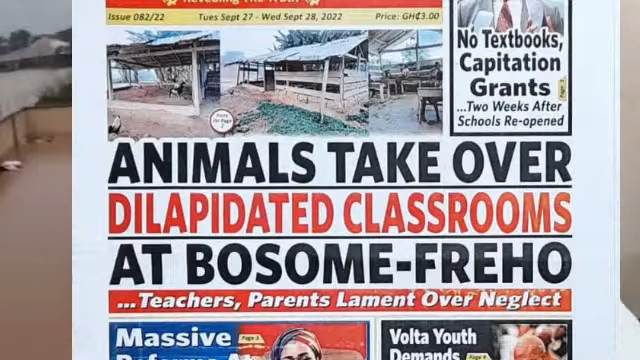 Revealing The Truth
Issue 082/22
Tues Sept 27 - Wed Sept 28, 2022
Price: GH₵3.00
No Textbooks,
Capitation
Grants
...Two Weeks After
Schools Re-opened
ANIMALS TAKE OVER
DILAPIDATED CLASSROOMS
AT BOSOME-FREHO
...Teachers, Parents Lament Over Neglect
Massive
Page 3
Volta Youth
Demands